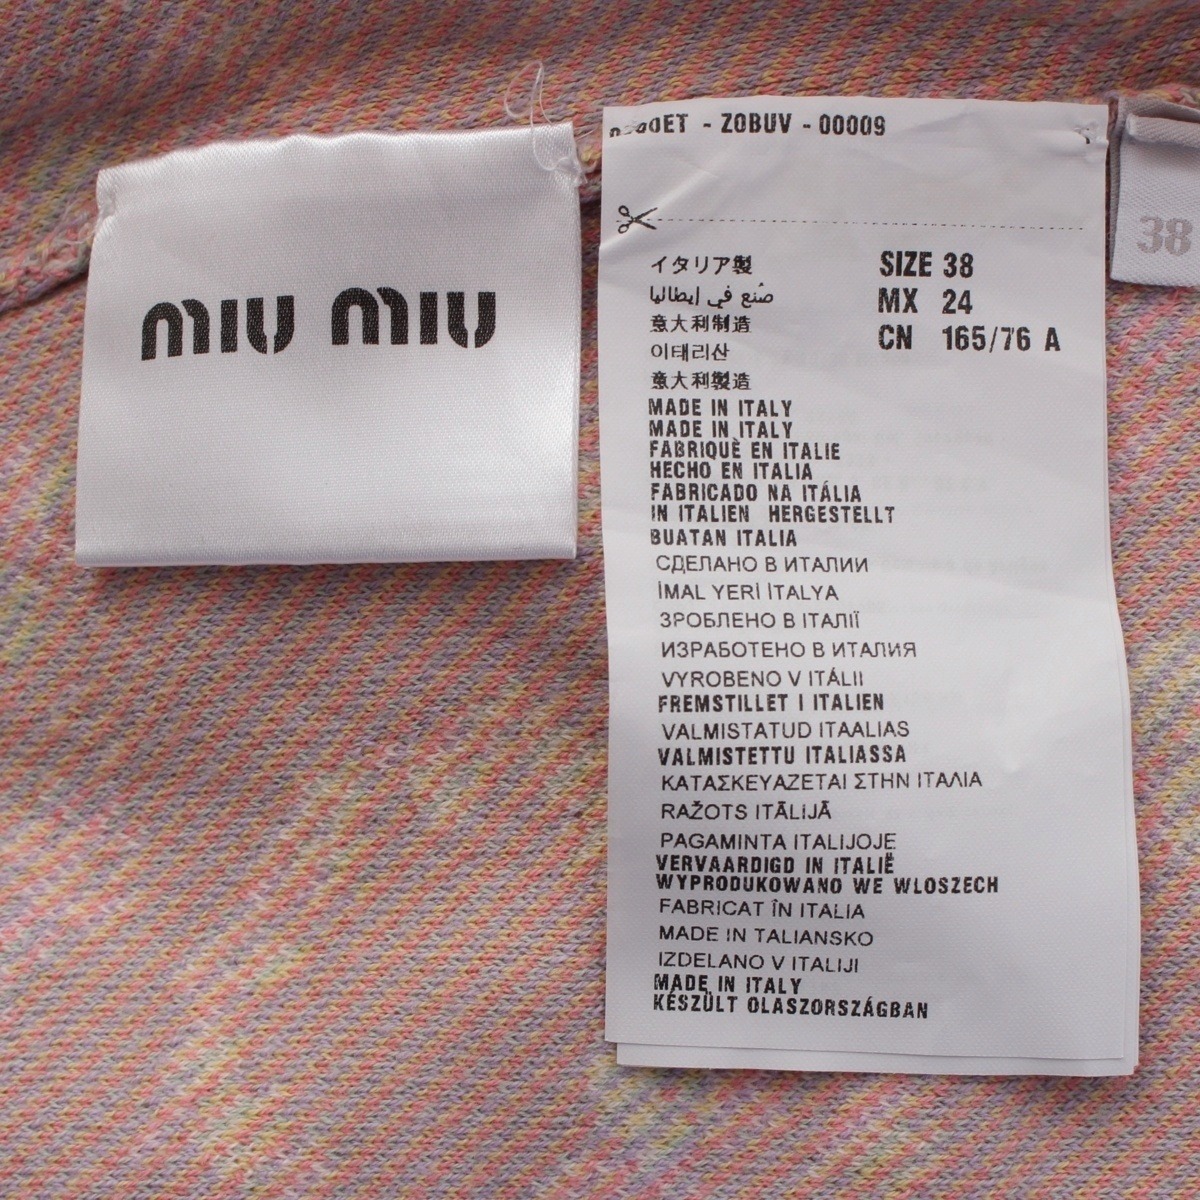 miu miu
- Z0BUV - 00009
38
イタリア製
صُنع في إيطاليا
意大利制造
이태리산
意大利製造
SIZE 38
MX 24
CN 165/76 A
MADE IN ITALY
MADE IN ITALY
FABRIQUÈ EN ITALIE
HECHO EN ITALIA
FABRICADO NA ITÁLIA
IN ITALIEN HERGESTELLT
BUATAN ITALIA
СДЕЛАНО В ИТАЛИИ
İMAL YERİ İTALYA
ЗРОБЛЕНО В ІТАЛІЇ
ИЗРАБОТЕНО В ИТАЛИЯ
VYROBENO V ITÁLII
FREMSTILLET I ITALIEN
VALMISTATUD ITAALIAS
VALMISTETTU ITALIASSA
ΚΑΤΑΣΚΕΥΑΖΕΤΑΙ ΣΤΗΝ ΙΤΑΛΙΑ
RAŽOTS ITĀLIJĀ
PAGAMINTA ITALIJOJE
VERVAARDIGD IN ITALIË
WYPRODUKOWANO WE WLOSZECH
FABRICAT ÎN ITALIA
MADE IN TALIANSKO
IZDELANO V ITALIJI
MADE IN ITALY
KÉSZÜLT OLASZORSZÁGBAN